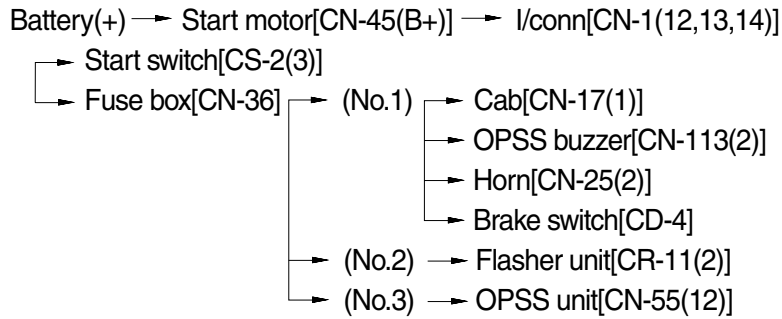 Battery(+) → Start motor[CN-45(B+)] → I/conn[CN-1(12,13,14)]
→ Start switch[CS-2(3)]
→ Fuse box[CN-36] → (No.1) → Cab[CN-17(1)]
→ OPSS buzzer[CN-113(2)]
→ Horn[CN-25(2)]
→ Brake switch[CD-4]
→ (No.2) → Flasher unit[CR-11(2)]
→ (No.3) → OPSS unit[CN-55(12)]